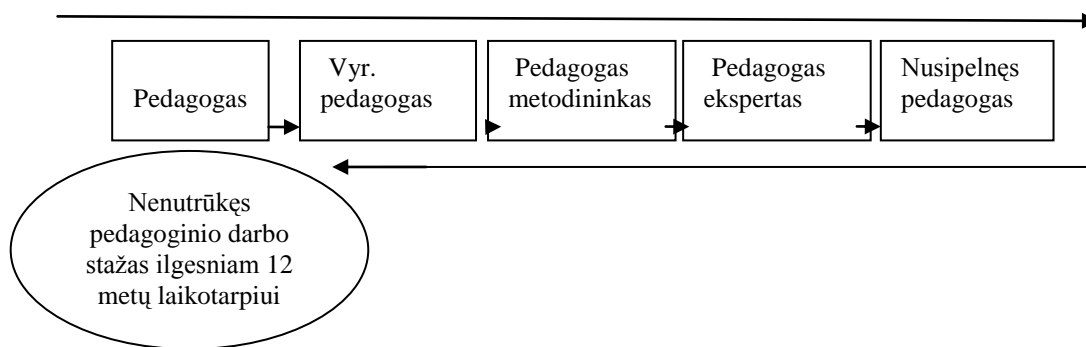 Pedagogas
Vyr.
pedagogas
Pedagogas
metodininkas
Pedagogas
ekspertas
Nusipelnęs
pedagogas
Nenutrūkęs
pedagoginio darbo
stažas ilgesniam 12
metų laikotarpiui